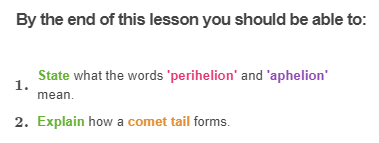 By the end of this lesson you should be able to:
1. State what the words 'perihelion' and 'aphelion'
mean.
2. Explain how a comet tail forms.